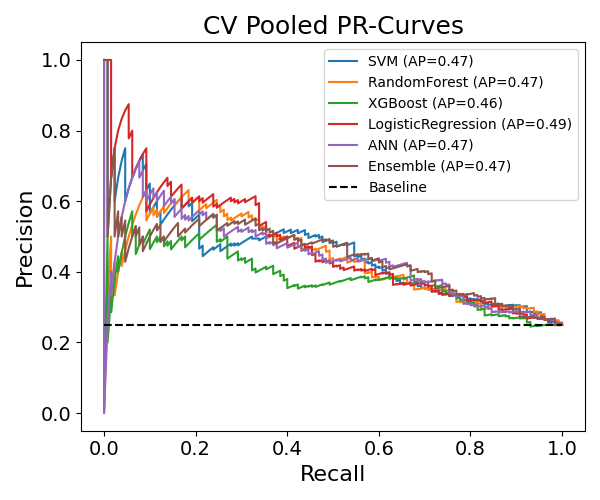 CV Pooled PR-Curves
Precision
1.0
0.8
0.6
0.4
0.2
0.0
SVM (AP=0.47)
RandomForest (AP=0.47)
XGBoost (AP=0.46)
LogisticRegression (AP=0.49)
ANN (AP=0.47)
Ensemble (AP=0.47)
Baseline
0.0 0.2 0.4 0.6 0.8 1.0
Recall